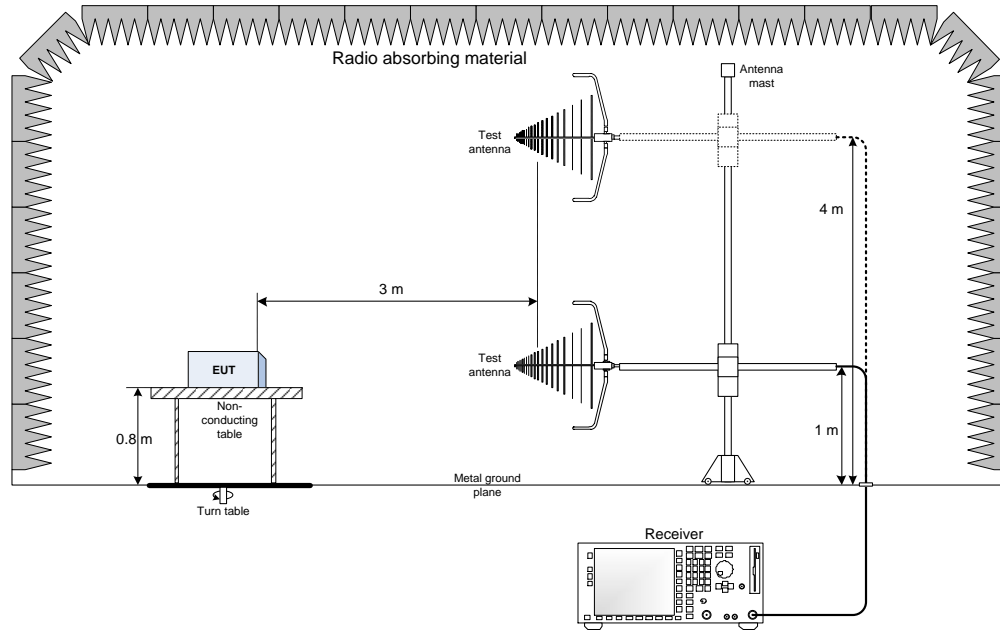 Radio absorbing material
Antenna
mast
Test
antenna
4 m
3 m
Test
antenna
EUT
Non-
conducting
table
0.8 m
1 m
Metal ground
plane
Turn table
Receiver